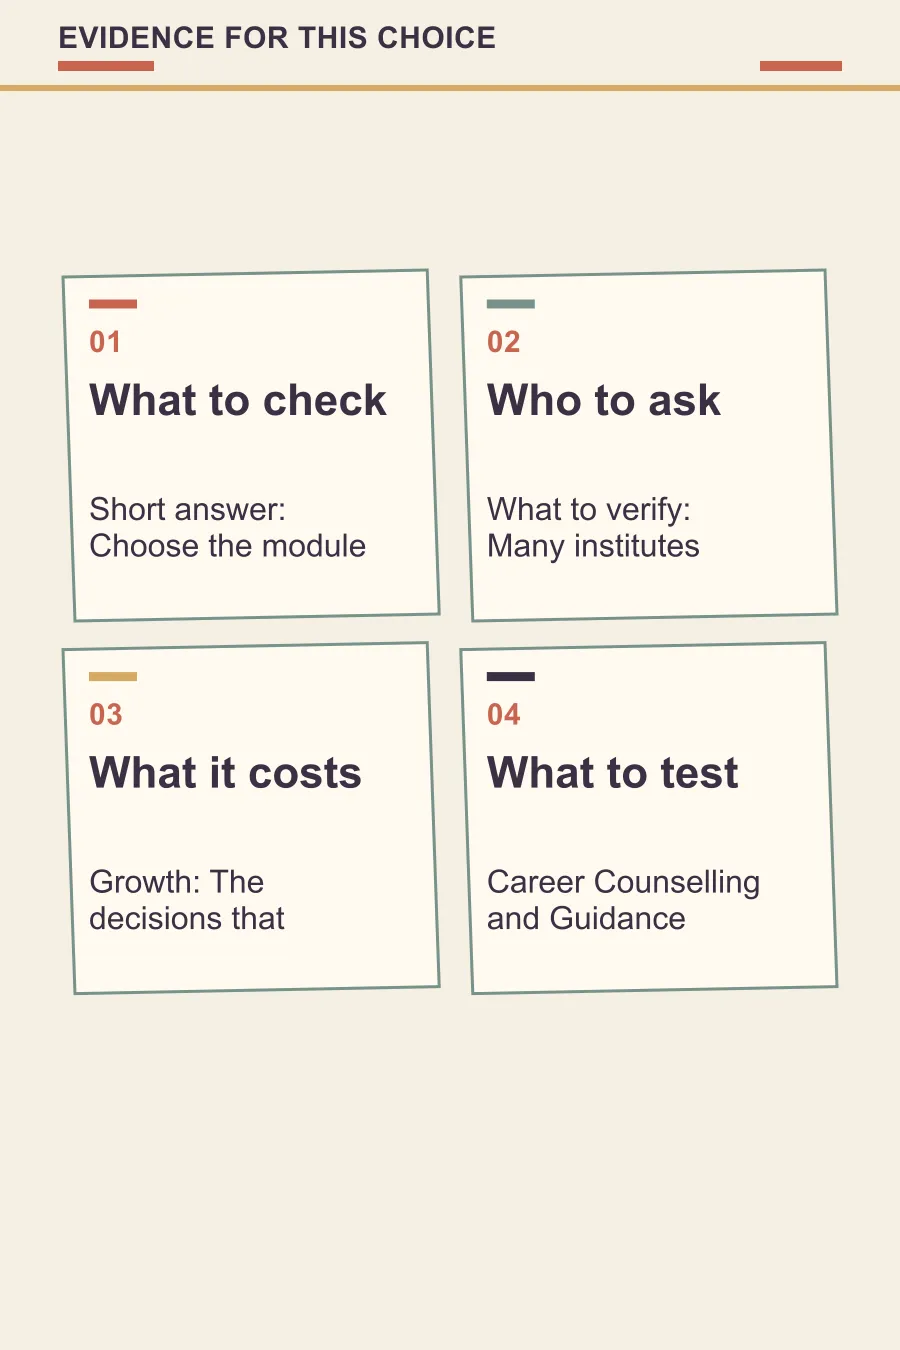 EVIDENCE FOR THIS CHOICE
01
What to check
Short answer:
Choose the module
02
Who to ask
What to verify:
Many institutes
03
What it costs
Growth: The
decisions that
04
What to test
Career Counselling
and Guidance